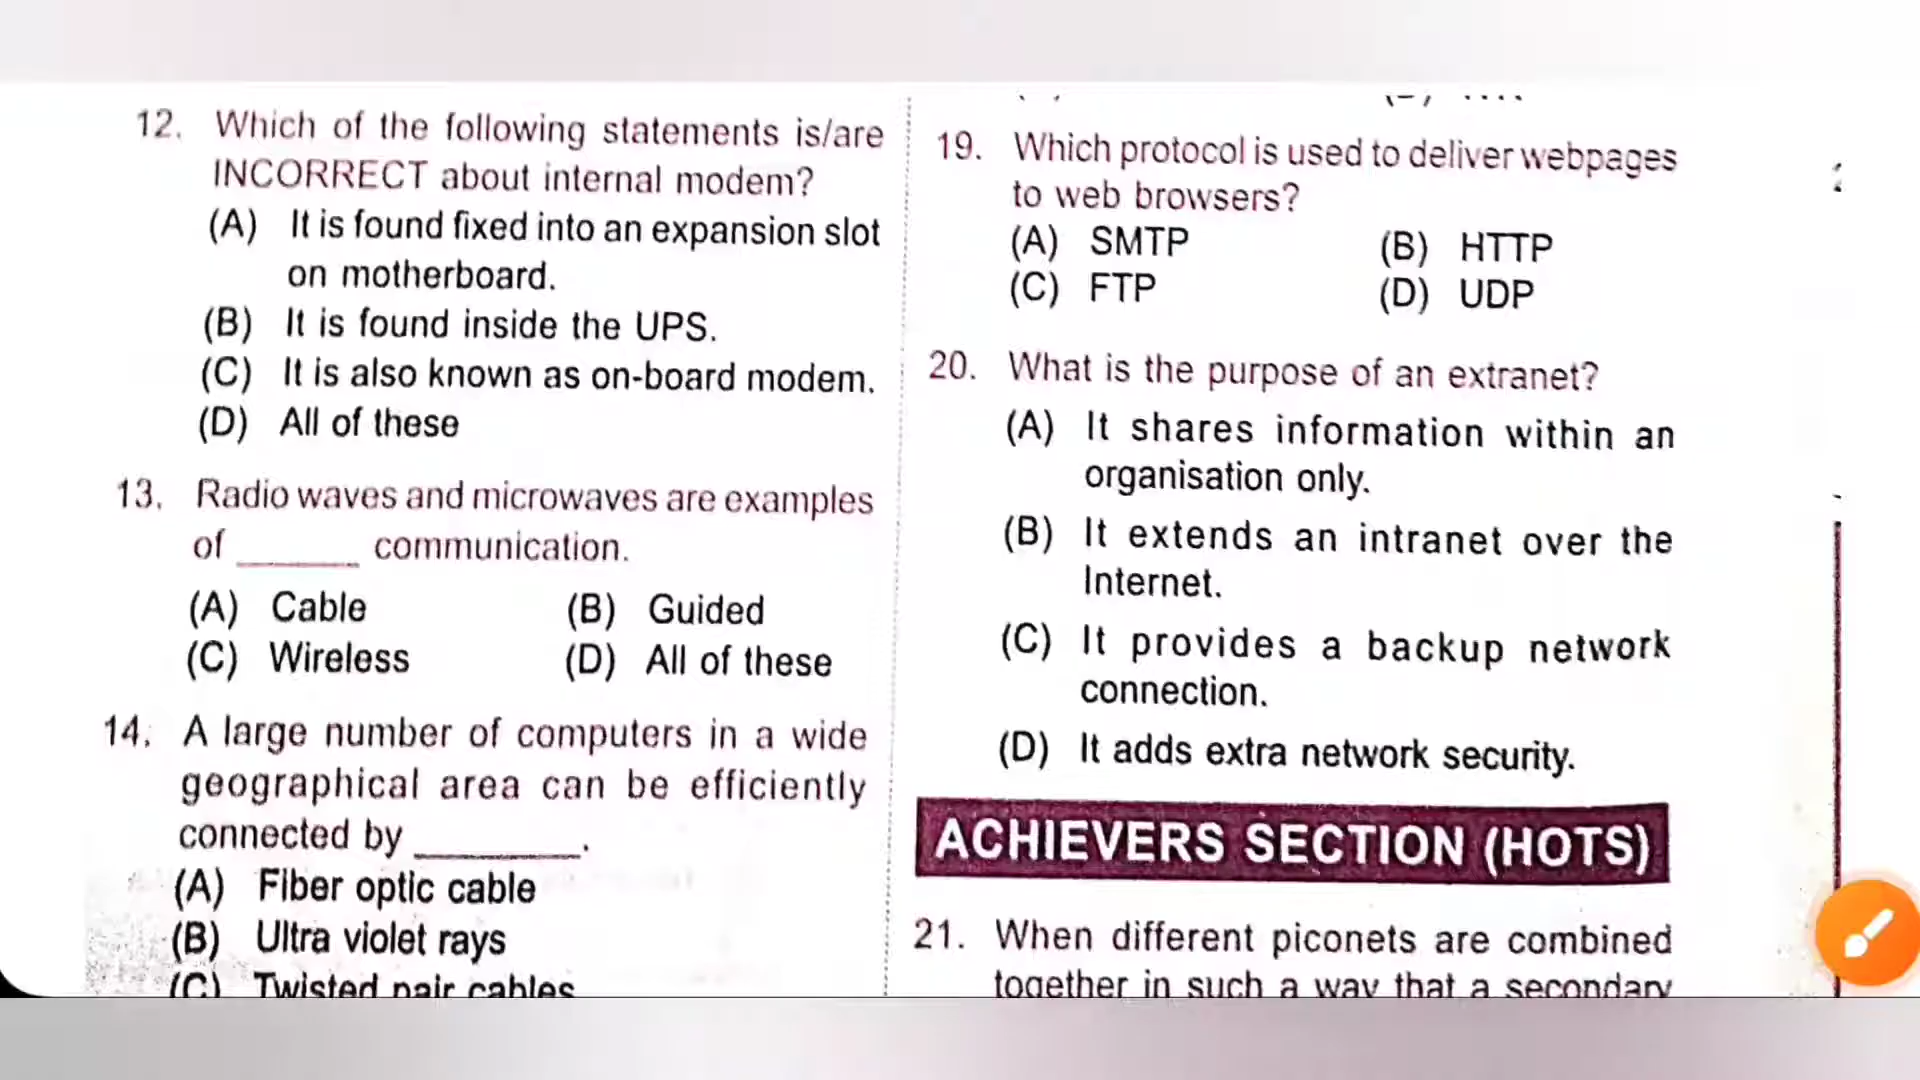 12. Which of the following statements is/are
INCORRECT about internal modem?
(A) It is found fixed into an expansion slot
on motherboard.
(B) It is found inside the UPS.
(C) It is also known as on-board modem.
(D) All of these
13. Radio waves and microwaves are examples
of ______ communication.
(A) Cable (B) Guided
(C) Wireless (D) All of these
14. A large number of computers in a wide
geographical area can be efficiently
connected by ________.
(A) Fiber optic cable
(B) Ultra violet rays
(C) Twisted pair cables
19. Which protocol is used to deliver webpages
to web browsers?
(A) SMTP (B) HTTP
(C) FTP (D) UDP
20. What is the purpose of an extranet?
(A) It shares information within an
organisation only.
(B) It extends an intranet over the
Internet.
(C) It provides a backup network
connection.
(D) It adds extra network security.
ACHIEVERS SECTION (HOTS)
21. When different piconets are combined
together in such a way that a secondary